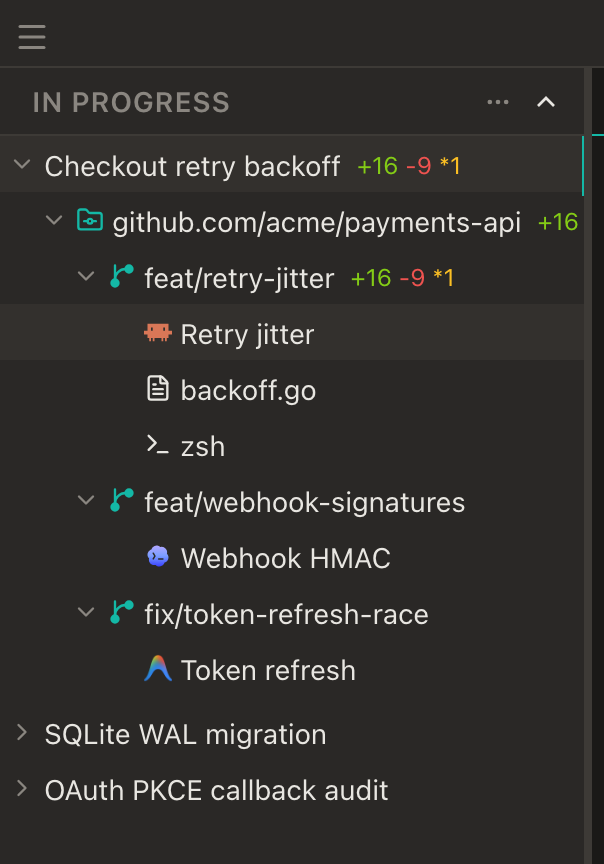 IN PROGRESS
Checkout retry backoff +16 -9 *1
github.com/acme/payments-api +16
feat/retry-jitter +16 -9 *1
Retry jitter
backoff.go
zsh
feat/webhook-signatures
Webhook HMAC
fix/token-refresh-race
Token refresh
SQLite WAL migration
OAuth PKCE callback audit